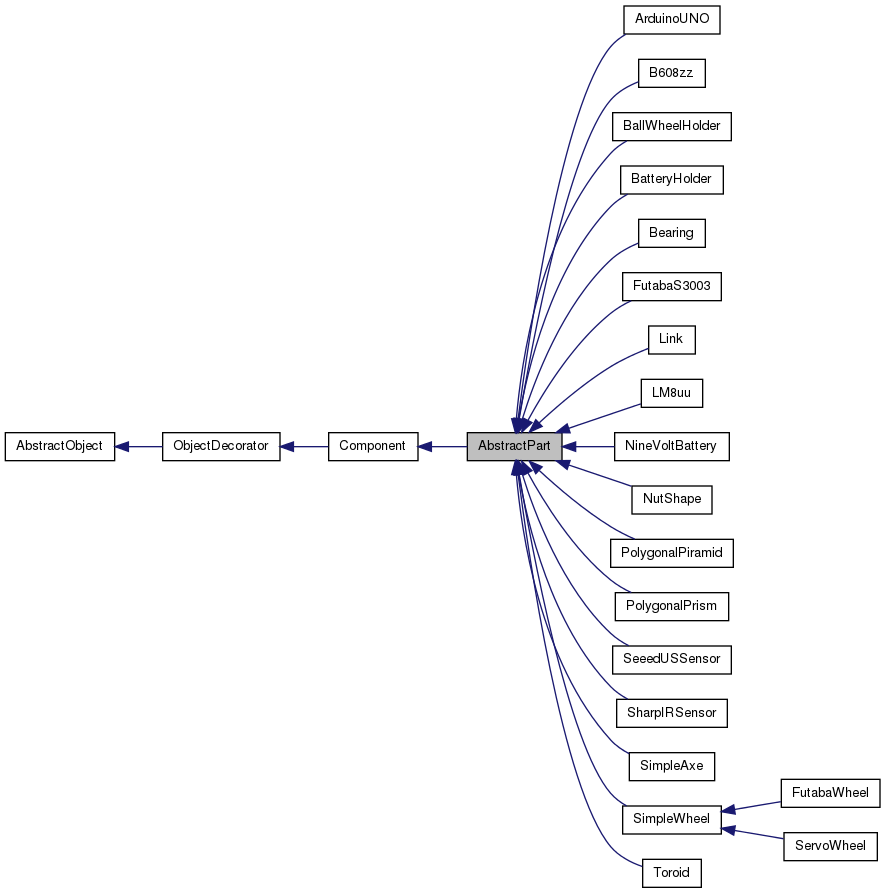 ArduinoUNO
B608zz
BallWheelHolder
BatteryHolder
Bearing
FutabaS3003
Link
LM8uu
AbstractObject
ObjectDecorator
Component
AbstractPart
NineVoltBattery
NutShape
PolygonalPiramid
PolygonalPrism
SeeedUSSensor
SharpIRSensor
SimpleAxe
FutabaWheel
SimpleWheel
ServoWheel
Toroid